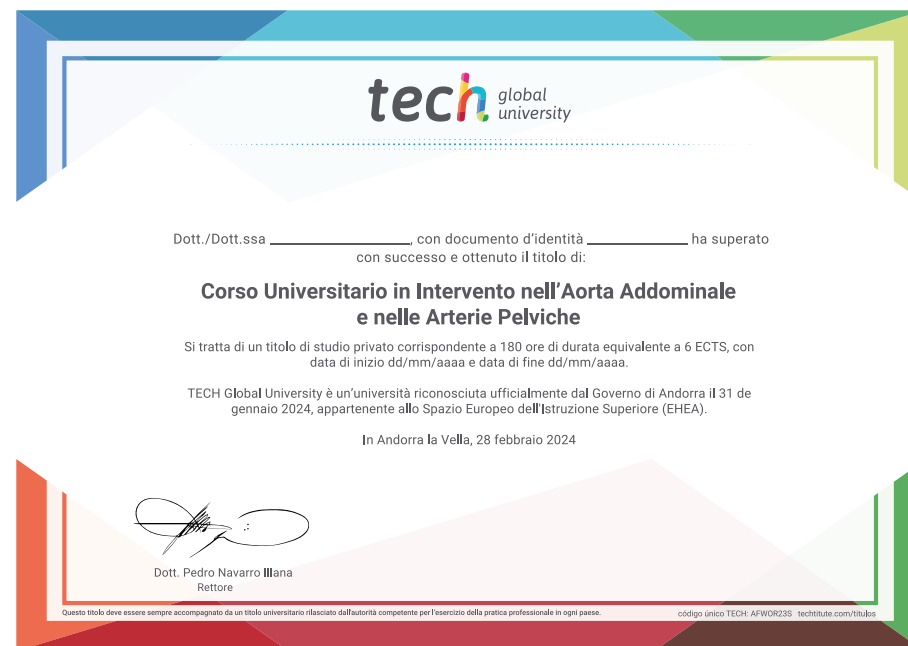 tech global university
Dott./Dott.ssa ________________, con documento d’identità ____________ ha superato
con successo e ottenuto il titolo di:
Corso Universitario in Intervento nell’Aorta Addominale
e nelle Arterie Pelviche
Si tratta di un titolo di studio privato corrispondente a 180 ore di durata equivalente a 6 ECTS, con
data di inizio dd/mm/aaaa e data di fine dd/mm/aaaa.
TECH Global University è un’università riconosciuta ufficialmente dal Governo di Andorra il 31 de
gennaio 2024, appartenente allo Spazio Europeo dell'Istruzione Superiore (EHEA).
In Andorra la Vella, 28 febbraio 2024
Dott. Pedro Navarro Illana
Rettore
Questo titolo deve essere sempre accompagnato da un titolo universitario rilasciato dall'autorità competente per l'esercizio della pratica professionale in ogni paese.
código único TECH: AFWOR23S techtitute.com/titulos